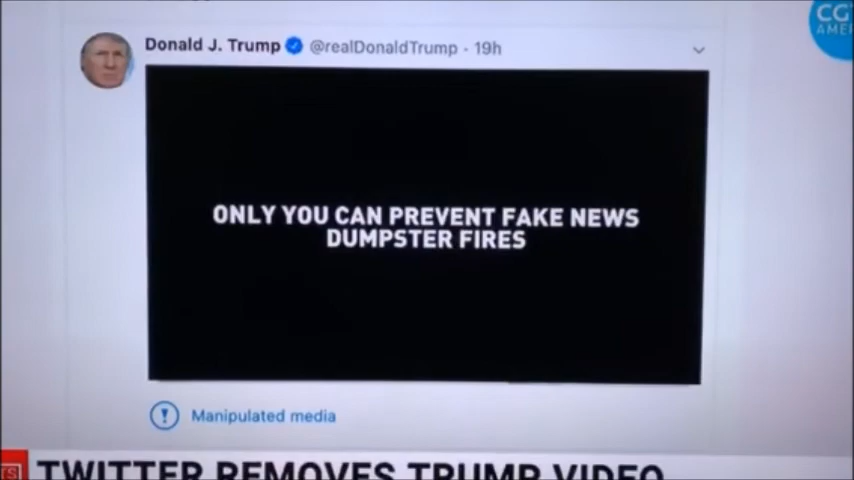 Donald J. Trump @realDonaldTrump · 19h
ONLY YOU CAN PREVENT FAKE NEWS
DUMPSTER FIRES
Manipulated media
TWITTER REMOVES TRUMP VIDEO